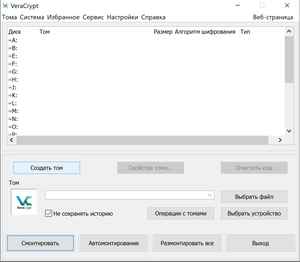 VeraCrypt
Тома Система Избранное Сервис Настройки Справка Веб-страница
Диск Том Размер Алгоритм шифрования Тип
A:
B:
E:
F:
G:
H:
J:
K:
L:
M:
N:
O:
P:
Создать том Свойства тома... Очистить кэш
Том
VeraCrypt
Выбрать файл
Не сохранять историю Операции с томами Выбрать устройство
Смонтировать Автомонтирование Размонтировать все Выход